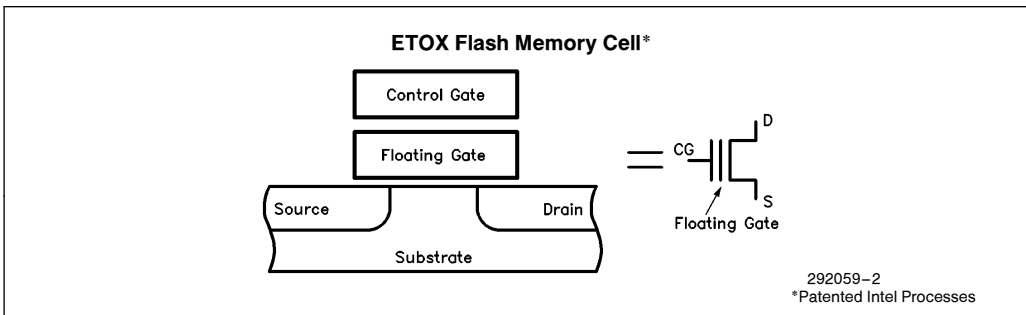 ETOX Flash Memory Cell*
Control Gate
Floating Gate
Source
Drain
Substrate
CG
D
S
Floating Gate
292059–2
*Patented Intel Processes